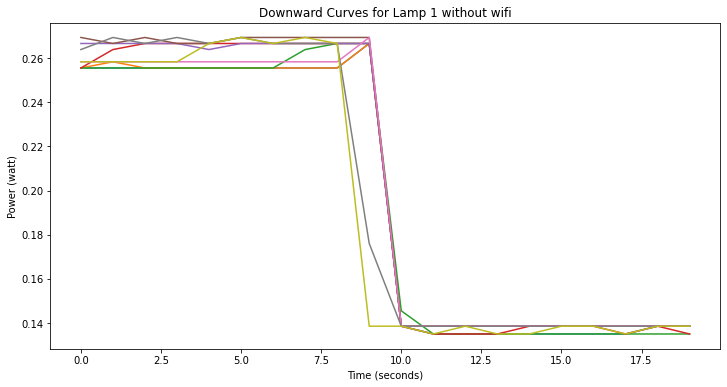 Downward Curves for Lamp 1 without wifi
0.26
0.24
0.22
0.20
0.18
0.16
0.14
Power (watt)
0.0 2.5 5.0 7.5 10.0 12.5 15.0 17.5
Time (seconds)